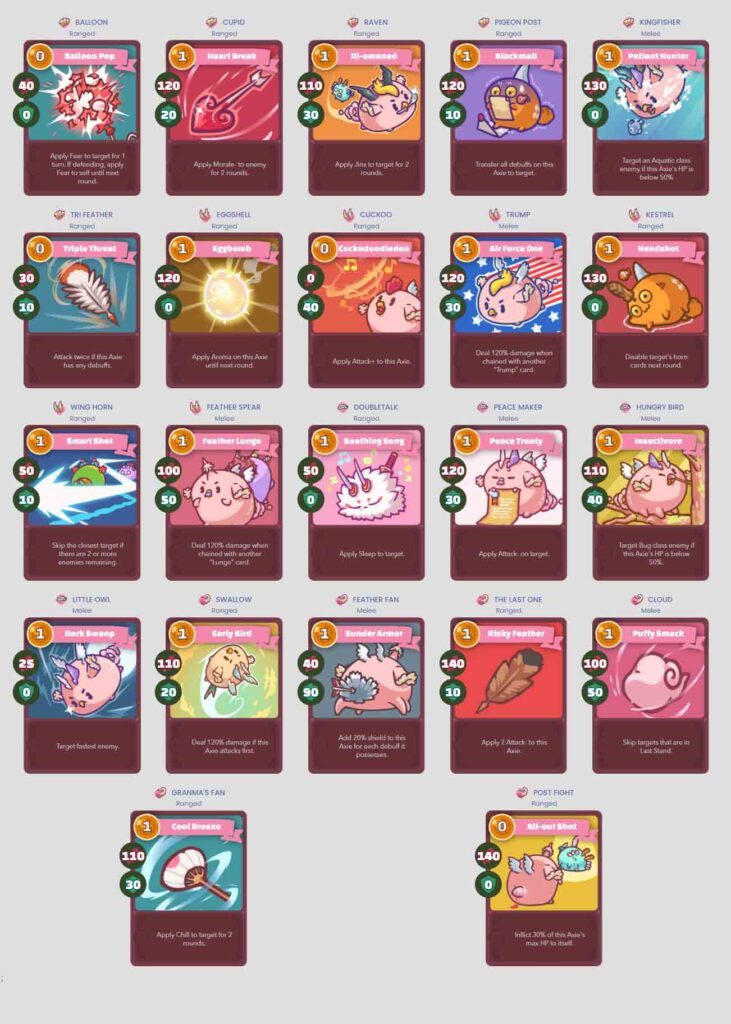 BALLOON
Ranged
0
Balloon Pop
40
0
Apply Fear to target for 1
turn. If defending, apply
Fear to self until next
round.
CUPID
Ranged
1
Heart Break
120
20
Apply Morale- to enemy
for 2 rounds.
RAVEN
Ranged
1
Ill-omened
110
30
Apply Jinx to target for 2
rounds.
PIGEON POST
Ranged
1
Blackmail
120
10
Transfer all debuffs on this
Axie to target.
KINGFISHER
Melee
1
Patient Hunter
130
0
Target an Aquatic class
enemy if this Axie's HP is
below 50%
TRI FEATHER
Ranged
0
Triple Threat
30
10
Attack twice if this Axie
has any debuffs.
EGGSHELL
Ranged
1
Eggbomb
120
0
Apply Aroma on this Axie
until next round.
CUCKOO
Ranged
0
Cockadoodledoo
0
40
Apply Attack+ to this Axie.
TRUMP
Melee
1
Air Force One
120
30
Deal 120% damage when
chained with another
"Trump" card.
KESTREL
Melee
1
Headshot
130
0
Disable target's horn
cards next round.
WING HORN
Ranged
1
Smart Shot
50
10
Skip the closest target if
there are 2 or more
enemies remaining.
FEATHER SPEAR
Melee
1
Feather Lunge
100
50
Deal 120% damage when
chained with another
"Lunge" card.
DOUBLETALK
Ranged
1
Soothing Song
50
0
Apply Sleep to target.
PEACE MAKER
Melee
1
Peace Treaty
120
30
Apply Attack- on target.
HUNGRY BIRD
Melee
1
Insectivore
110
40
Target Bug class enemy if
this Axie's HP is below
50%.
LITTLE OWL
Melee
1
Dark Swoop
25
0
Target fastest enemy.
SWALLOW
Ranged
1
Early Bird
110
20
Deal 120% damage if this
Axie attacks first.
FEATHER FAN
Melee
1
Sunder Armor
40
90
Add 20% shield to this
Axie for each debuff it
possesses.
THE LAST ONE
Ranged
1
Risky Feather
140
10
Apply 2 Attack- to this
Axie.
CLOUD
Melee
1
Puffy Smack
100
50
Skip targets that are in
Last Stand.
GRANMA'S FAN
Ranged
1
Cool Breeze
110
30
Apply Chill to target for 2
rounds.
POST FIGHT
Ranged
0
All-out Shot
140
0
Inflict 30% of this Axie's
max HP to itself.
;